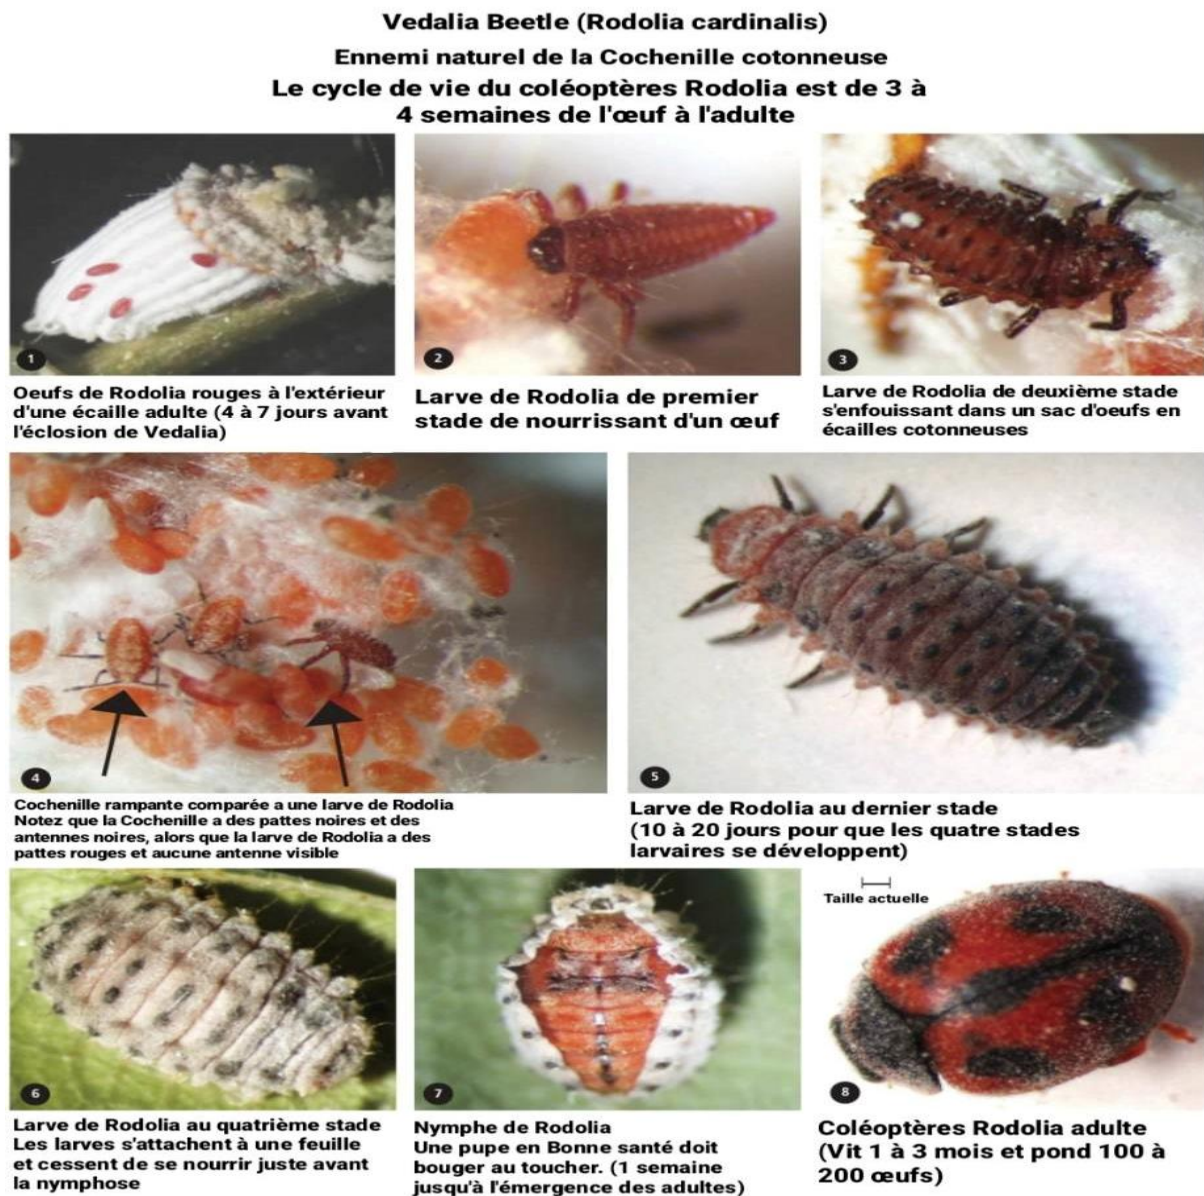 Vedalia Beetle (Rodolia cardinalis)
Ennemi naturel de la Cochenille cotonneuse
Le cycle de vie du coléoptères Rodolia est de 3 à
4 semaines de l'œuf à l'adulte
1
Oeufs de Rodolia rouges à l'extérieur
d'une écaille adulte (4 à 7 jours avant
l'éclosion de Vedalia)
2
Larve de Rodolia de premier
stade de nourrissant d'un œuf
3
Larve de Rodolia de deuxième stade
s'enfouissant dans un sac d'oeufs en
écailles cotonneuses
4
Cochenille rampante comparée a une larve de Rodolia
Notez que la Cochenille a des pattes noires et des
antennes noires, alors que la larve de Rodolia a des
pattes rouges et aucune antenne visible
5
Larve de Rodolia au dernier stade
(10 à 20 jours pour que les quatre stades
larvaires se développent)
6
Larve de Rodolia au quatrième stade
Les larves s'attachent à une feuille
et cessent de se nourrir juste avant
la nymphose
7
Nymphe de Rodolia
Une pupe en Bonne santé doit
bouger au toucher. (1 semaine
jusqu'à l'émergence des adultes)
Taille actuelle
8
Coléoptères Rodolia adulte
(Vit 1 à 3 mois et pond 100 à
200 œufs)